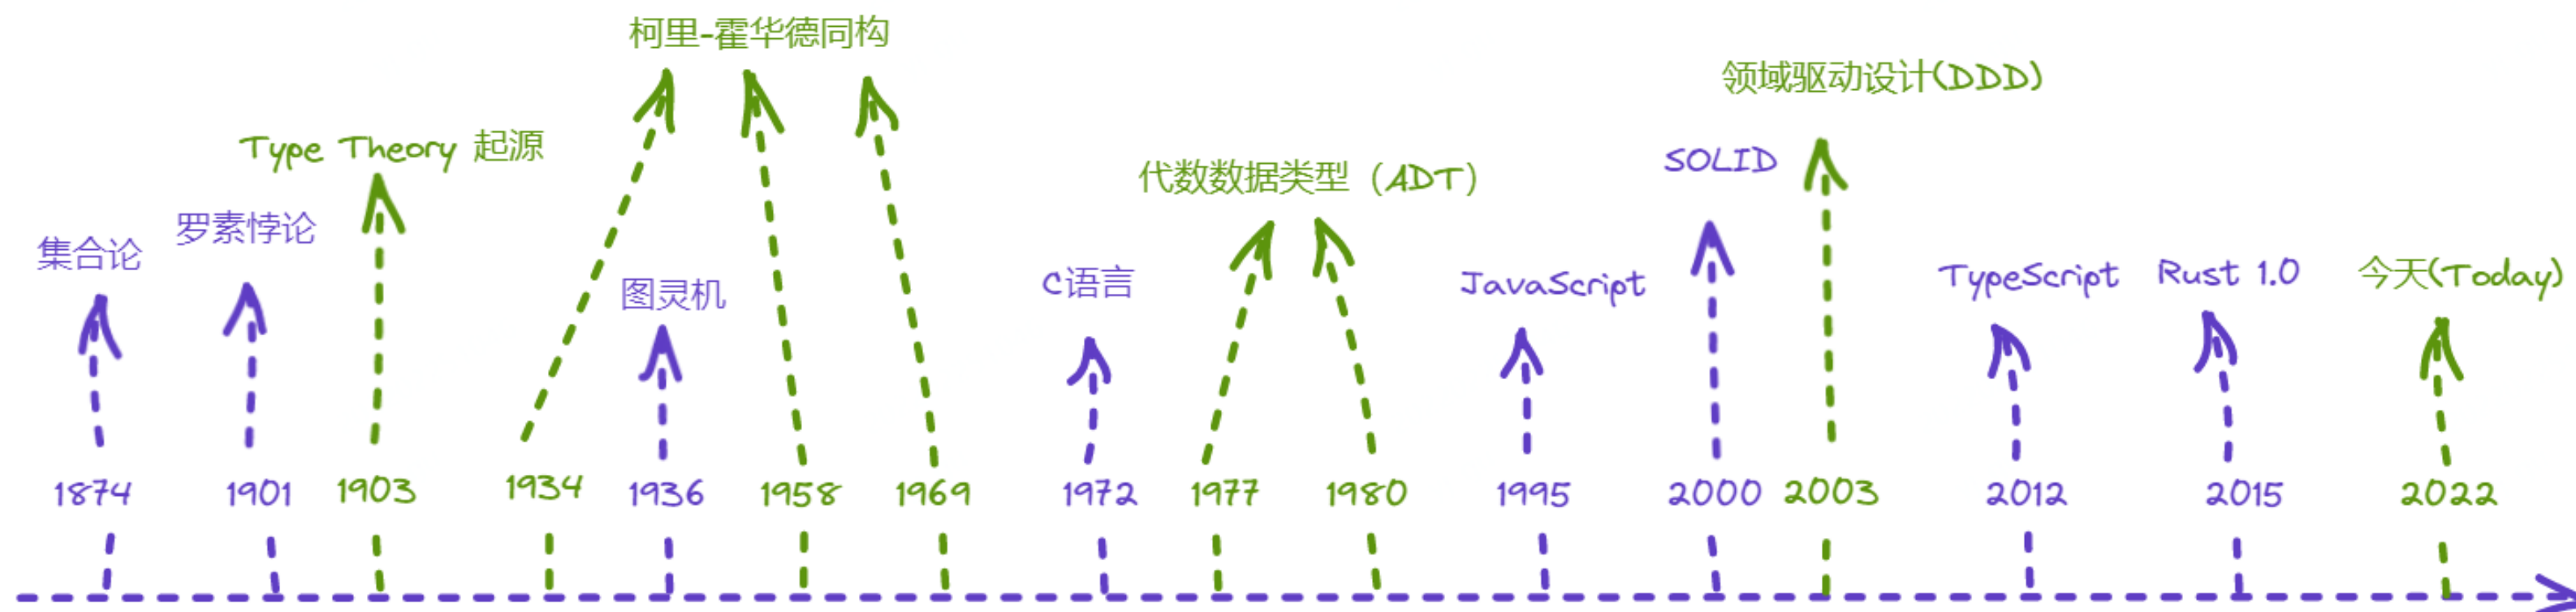 柯里-霍华德同构
领域驱动设计(DDD)
Type Theory 起源
SOLID
代数数据类型（ADT）
罗素悖论
集合论
图灵机
C语言
JavaScript
TypeScript
Rust 1.0
今天(Today)
1874 1901 1903 1934 1936 1958 1969 1972 1977 1980 1995 2000 2003 2012 2015 2022